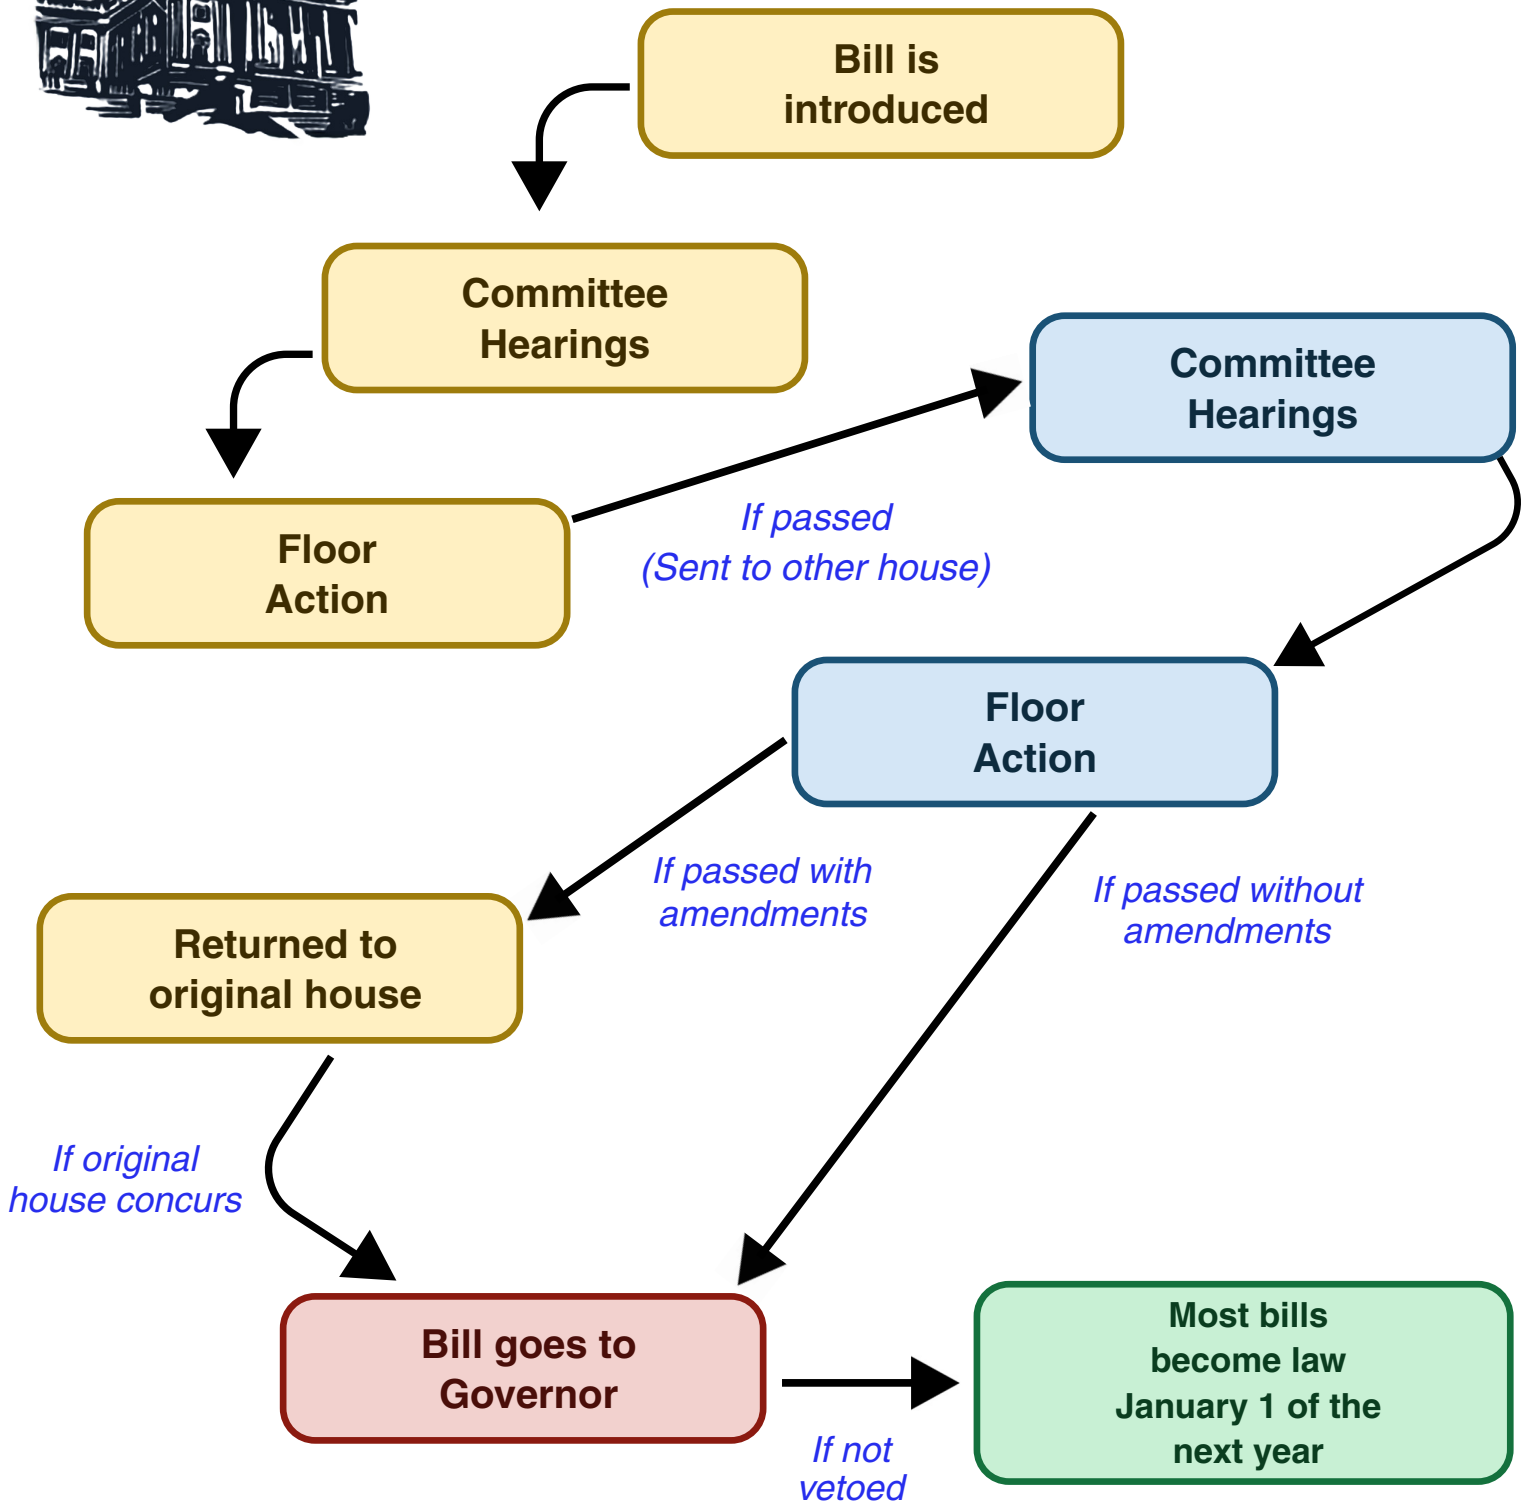 Bill is
introduced
Committee
Hearings
Committee
Hearings
Floor
Action
If passed
(Sent to other house)
Floor
Action
If passed with
amendments
If passed without
amendments
Returned to
original house
If original
house concurs
Bill goes to
Governor
If not
vetoed
Most bills
become law
January 1 of the
next year